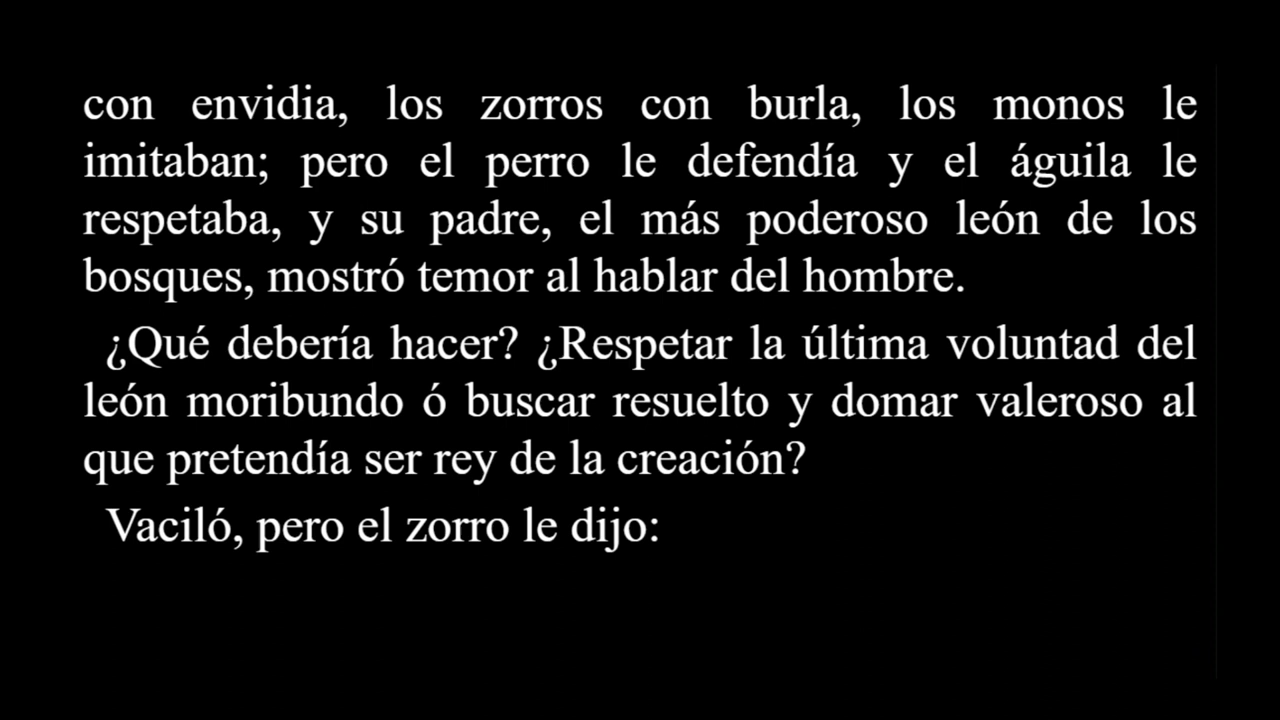 con envidia, los zorros con burla, los monos le
imitaban; pero el perro le defendía y el águila le
respetaba, y su padre, el más poderoso león de los
bosques, mostró temor al hablar del hombre.
¿Qué debería hacer? ¿Respetar la última voluntad del
león moribundo ó buscar resuelto y domar valeroso al
que pretendía ser rey de la creación?
Vaciló, pero el zorro le dijo: